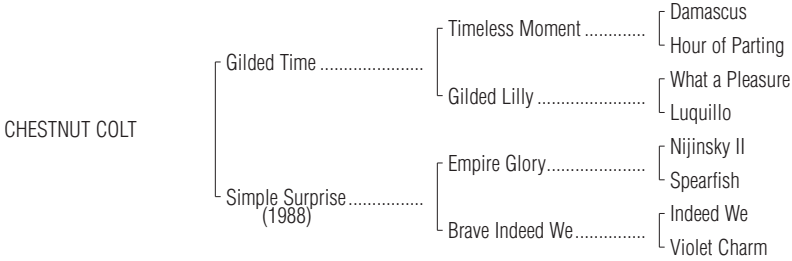 Damascus
Timeless Moment .............
Hour of Parting
Gilded Time ......................
What a Pleasure
Gilded Lilly .......................
Luquillo
CHESTNUT COLT
Nijinsky II
Empire Glory.....................
Spearfish
Simple Surprise................
(1988)
Indeed We
Brave Indeed We...............
Violet Charm